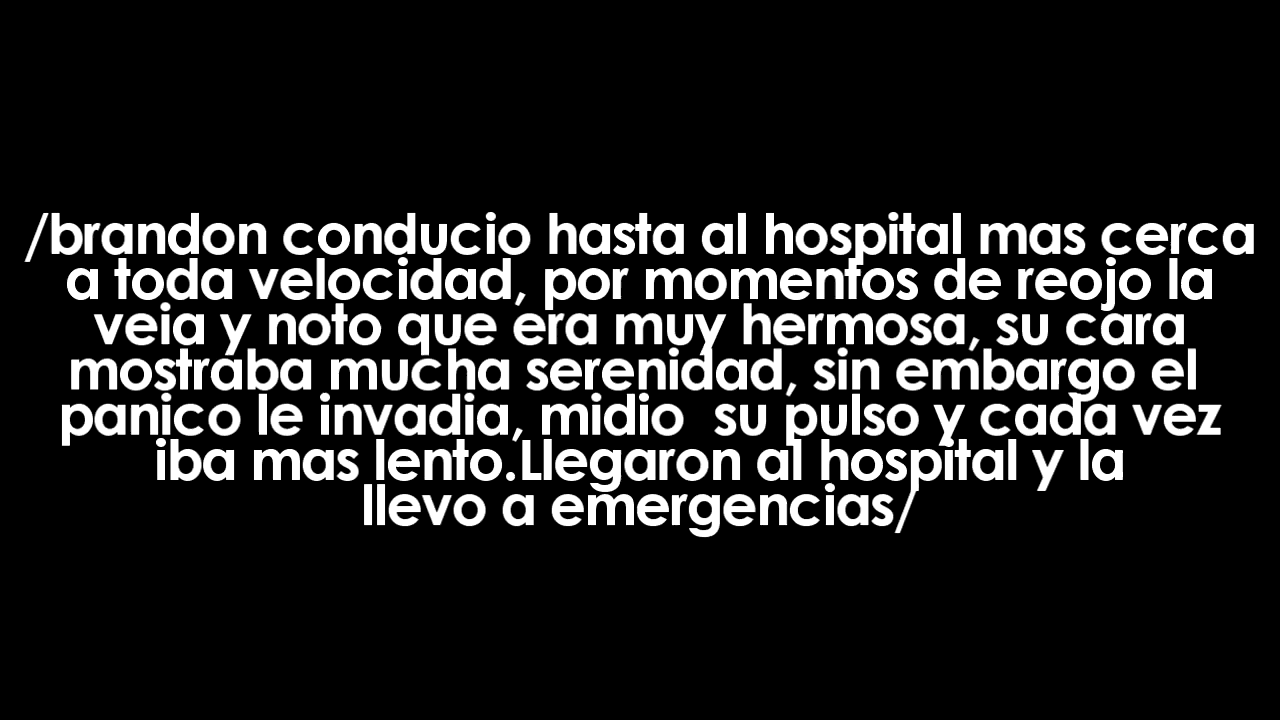 /brandon conducio hasta al hospital mas cerca
a toda velocidad, por momentos de reojo la
veia y noto que era muy hermosa, su cara
mostraba mucha serenidad, sin embargo el
panico le invadia, midio  su pulso y cada vez
iba mas lento.Llegaron al hospital y la
llevo a emergencias/